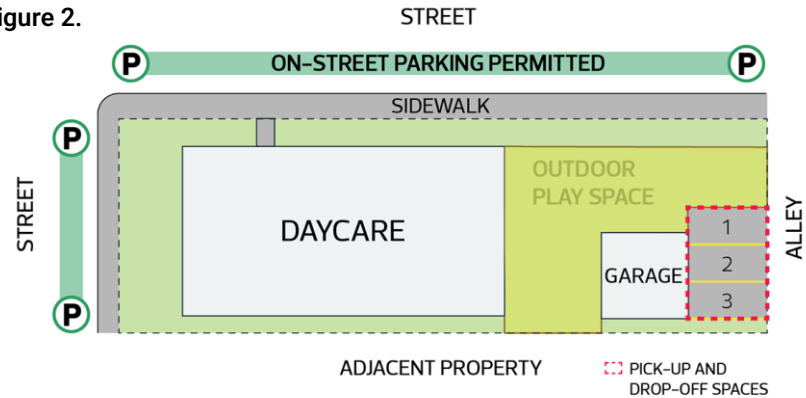 igure 2.
STREET
P ON-STREET PARKING PERMITTED P
SIDEWALK
P
OUTDOOR
PLAY SPACE
STREET
DAYCARE
1
ALLEY
2
GARAGE
3
P
ADJACENT PROPERTY
PICK-UP AND
DROP-OFF SPACES